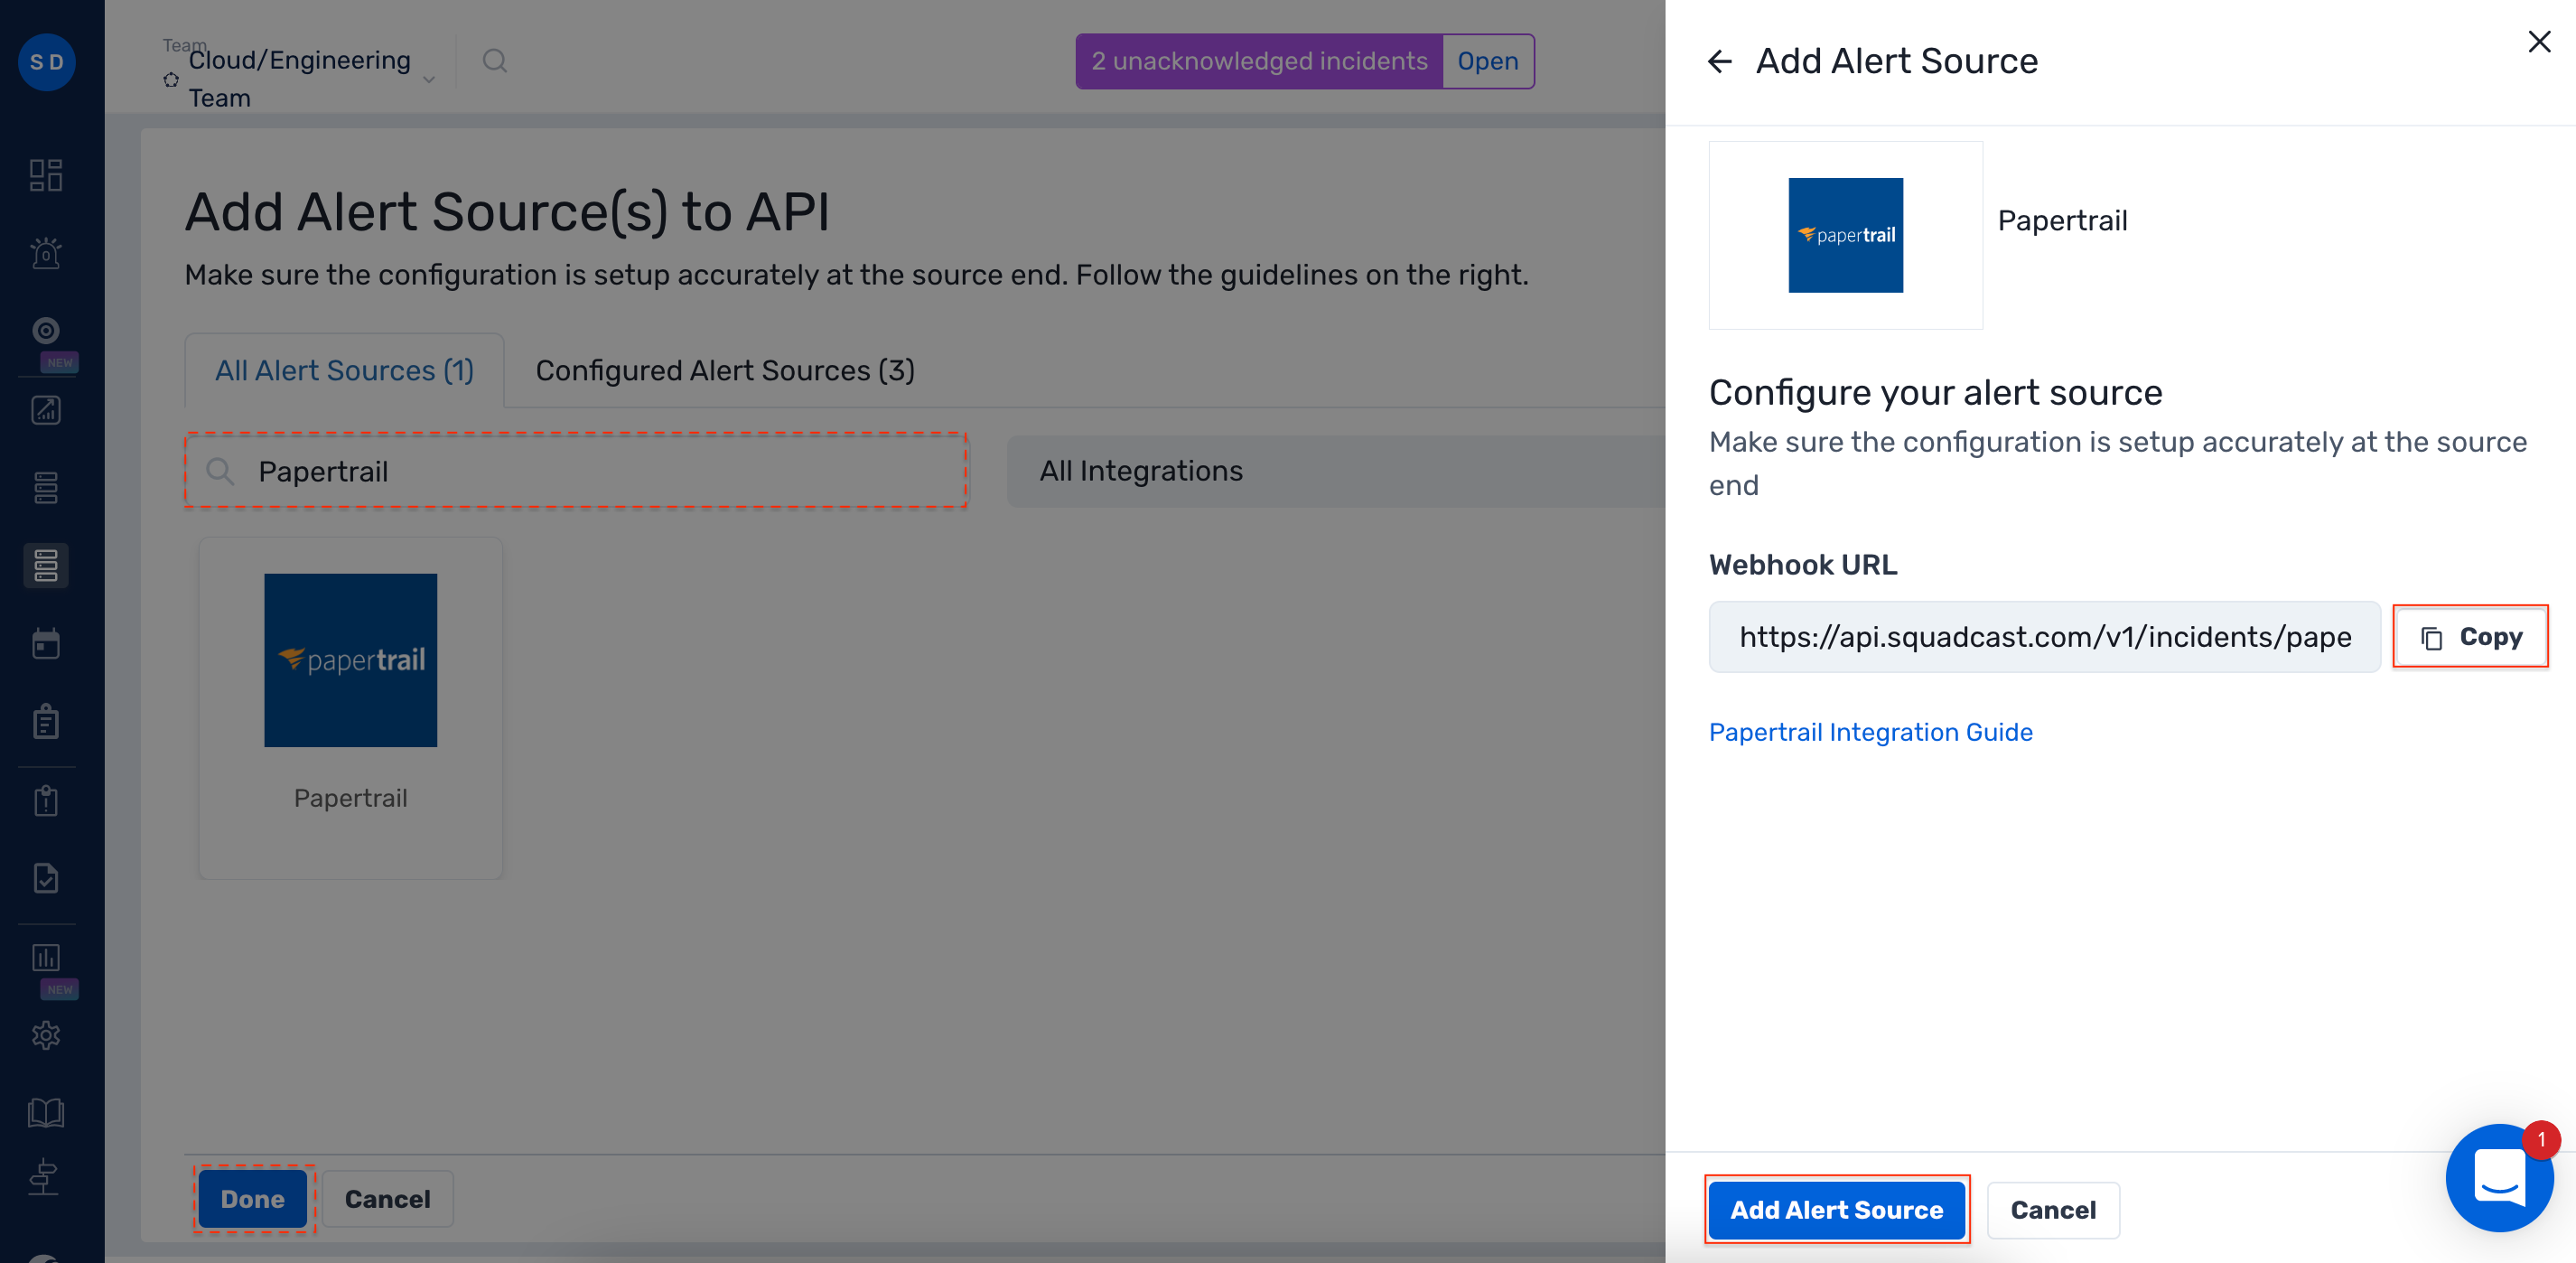 S D
Team
Cloud/Engineering
Team
2 unacknowledged incidents
Open
Add Alert Source(s) to API
Make sure the configuration is setup accurately at the source end. Follow the guidelines on the right.
All Alert Sources (1)
Configured Alert Sources (3)
Papertrail
All Integrations
papertrail
Papertrail
Done
Cancel
NEW
NEW
Add Alert Source
papertrail
Papertrail
Configure your alert source
Make sure the configuration is setup accurately at the source
end
Webhook URL
https://api.squadcast.com/v1/incidents/pape
Copy
Papertrail Integration Guide
1
Add Alert Source
Cancel